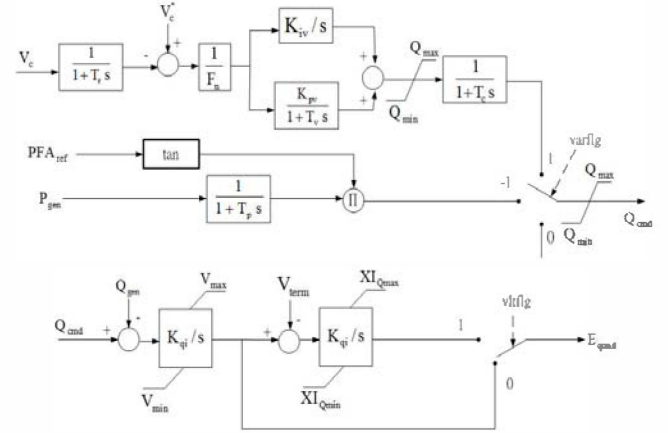 V_c*
V_c
1
1+T_r s
-
+
1
F_n
K_iv/s
K_pv
1+T_v s
+
+
Q_max
Q_min
1
1+T_c s
PFA_ref
tan
P_gen
1
1+T_p s
Π
varflg
1
-1
0
Q_max
Q_min
Q_cmd
Q_gen
Q_cmd
+
-
V_max
K_qi/s
V_min
V_term
+
-
XI_Qmax
K_qi/s
XI_Qmin
vltflg
1
0